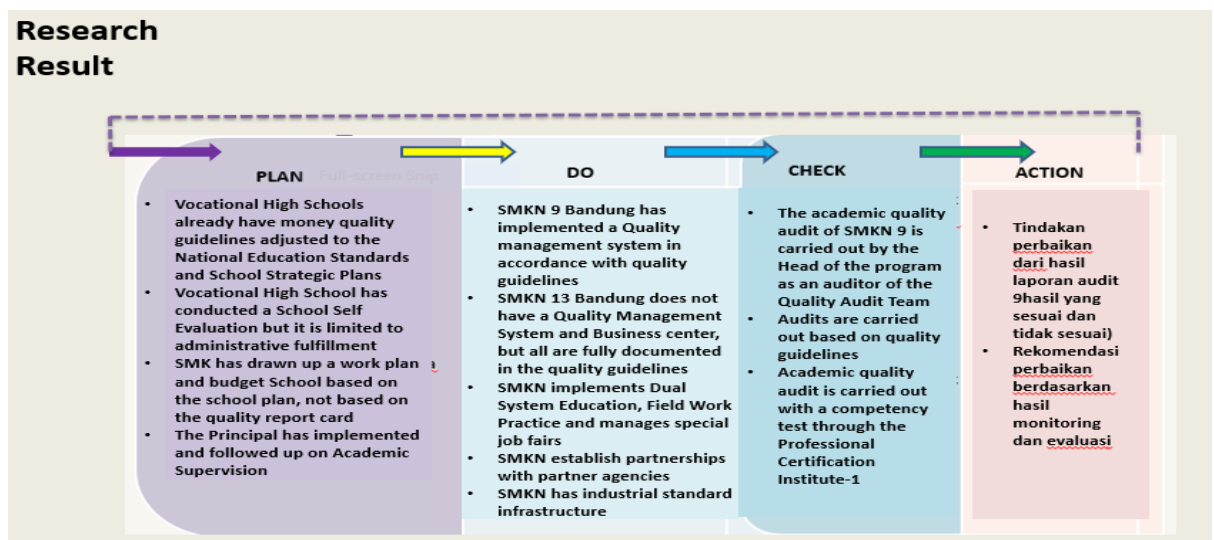 Research
Result
PLAN
Full-screen Snip
• Vocational High Schools
already have money quality
guidelines adjusted to the
National Education Standards
and School Strategic Plans
• Vocational High School has
conducted a School Self
Evaluation but it is limited to
administrative fulfillment
• SMK has drawn up a work plan
and budget School based on
the school plan, not based on
the quality report card
• The Principal has implemented
and followed up on Academic
Supervision
DO
• SMKN 9 Bandung has
implemented a Quality
management system in
accordance with quality
guidelines
• SMKN 13 Bandung does not
have a Quality Management
System and Business center,
but all are fully documented
in the quality guidelines
• SMKN implements Dual
System Education, Field Work
Practice and manages special
job fairs
• SMKN establish partnerships
with partner agencies
• SMKN has industrial standard
infrastructure
CHECK
• The academic quality
audit of SMKN 9 is
carried out by the
Head of the program
as an auditor of the
Quality Audit Team
• Audits are carried
out based on quality
guidelines
• Academic quality
audit is carried out
with a competency
test through the
Professional
Certification
Institute-1
ACTION
• Tindakan
perbaikan
dari hasil
laporan audit
9hasil yang
sesuai dan
tidak sesuai)
• Rekomendasi
perbaikan
berdasarkan
hasil
monitoring
dan evaluasi